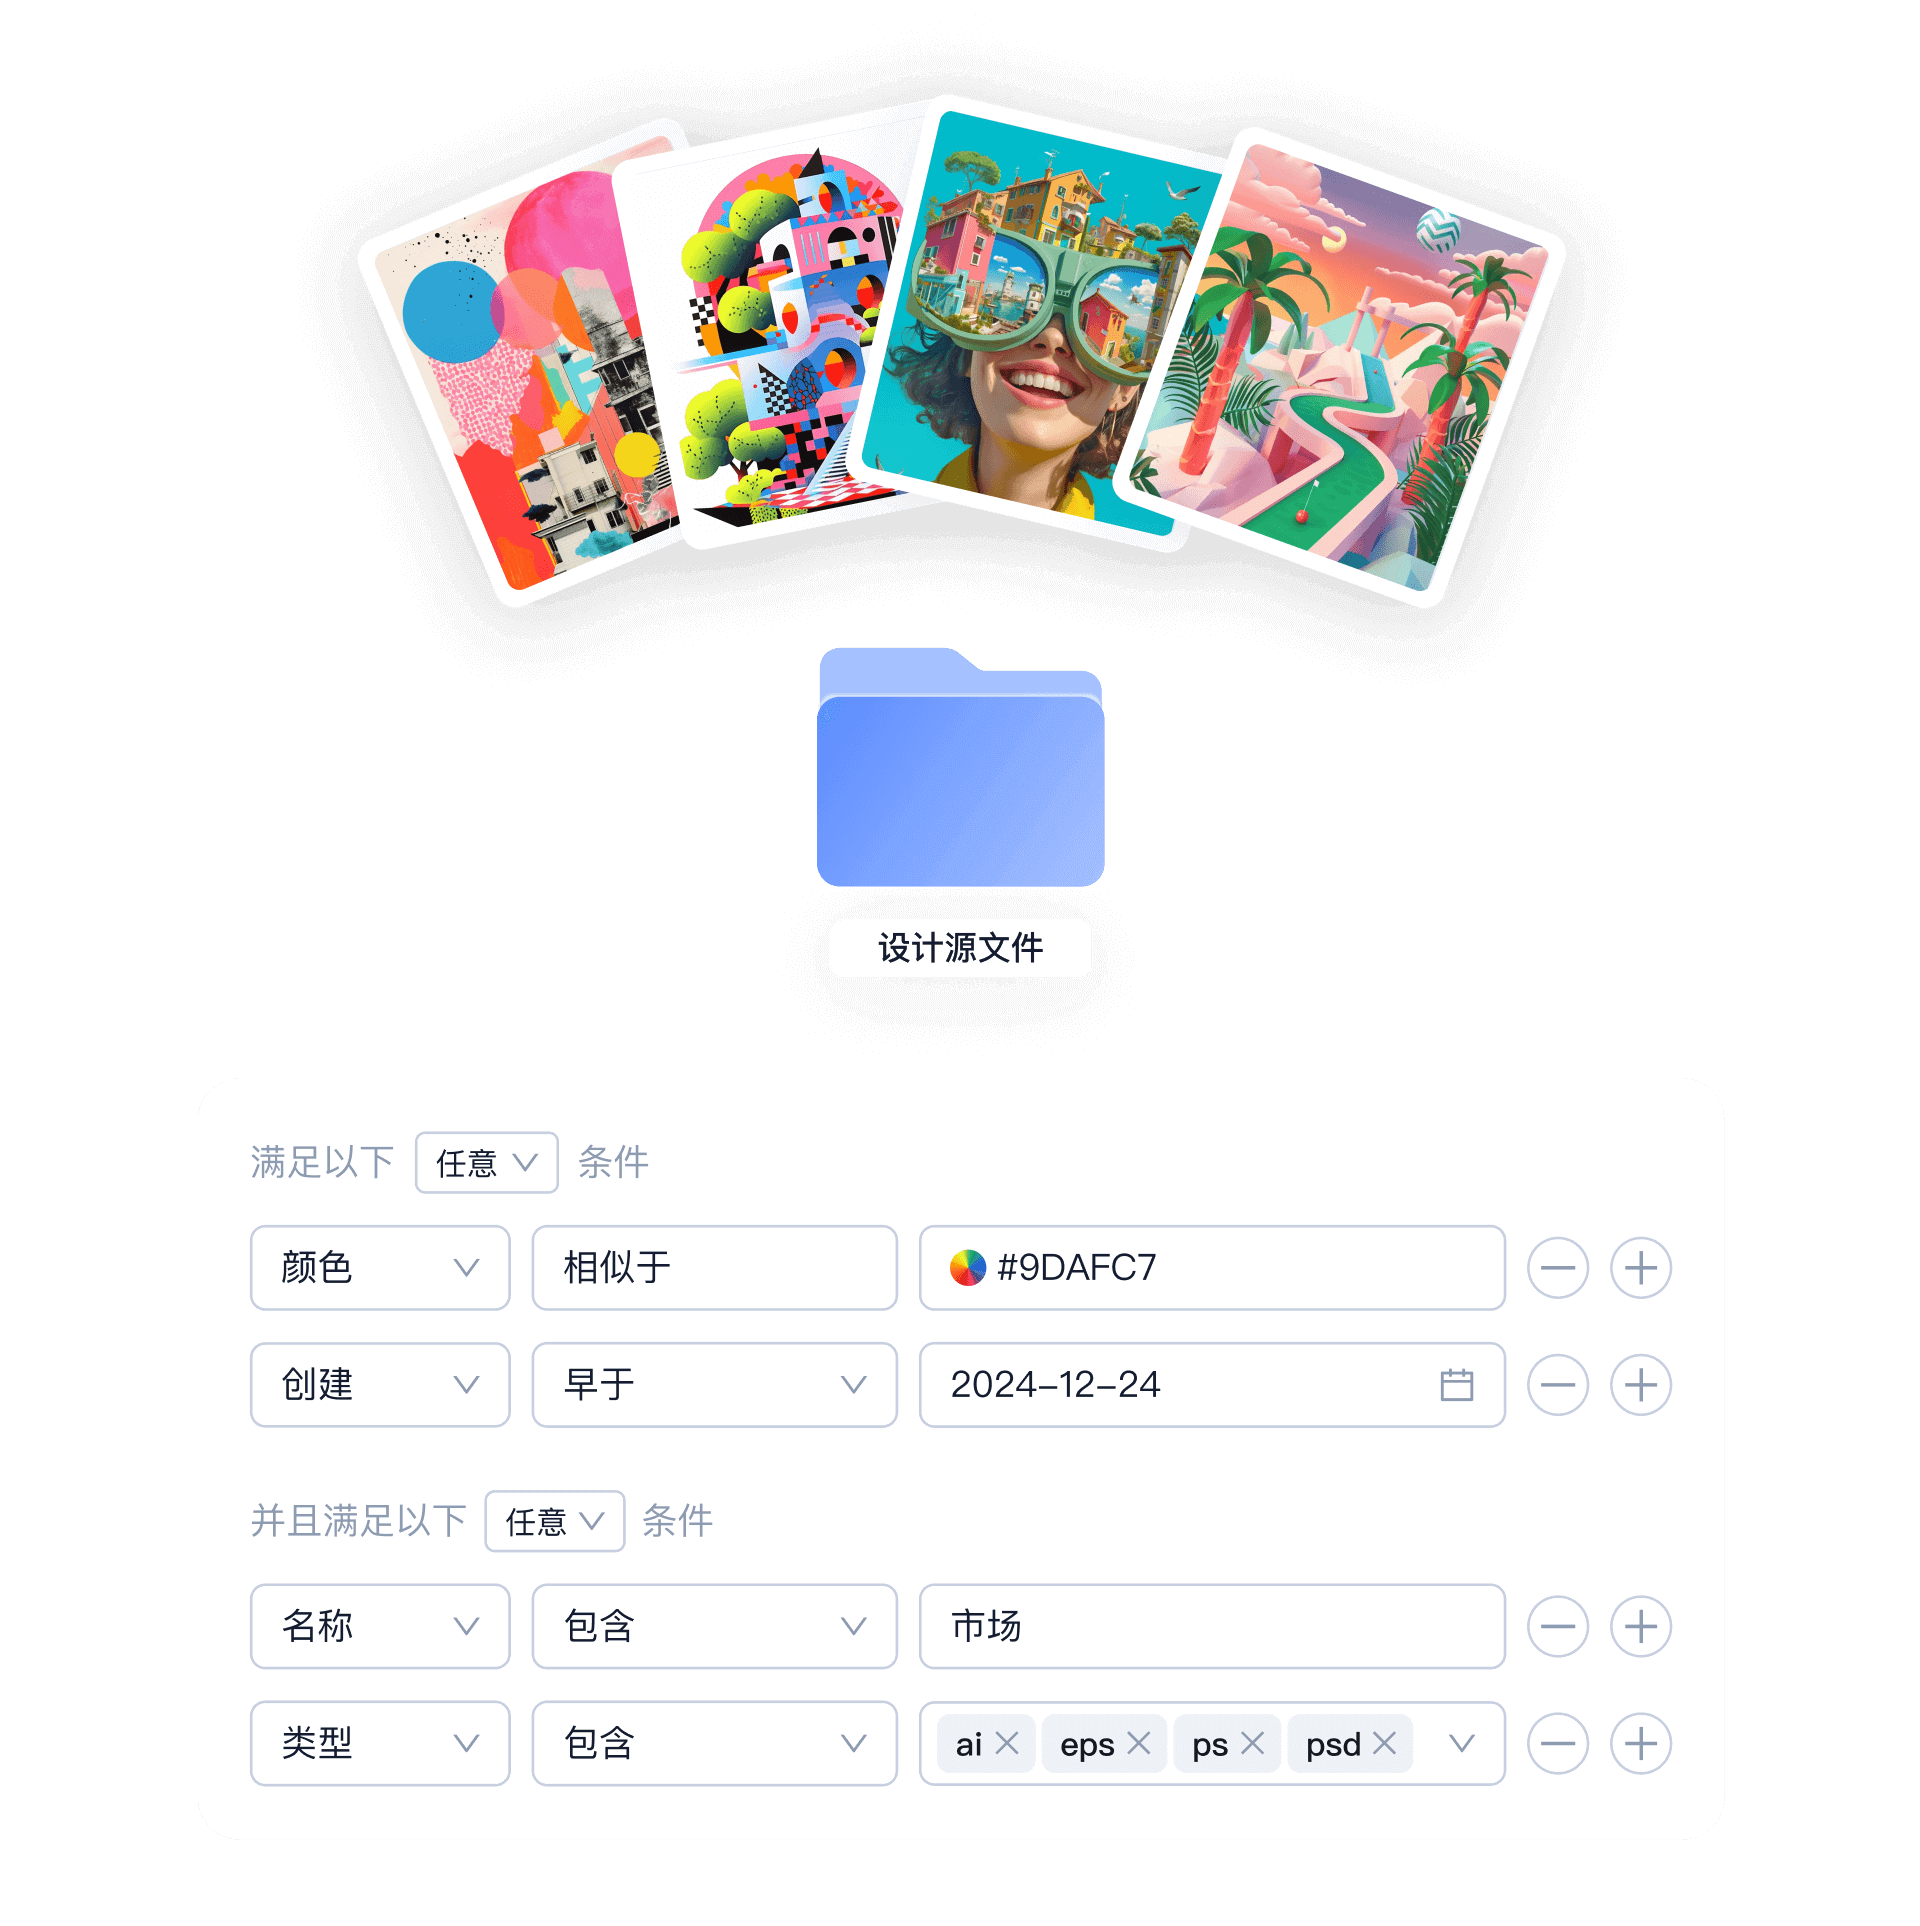 设计源文件
满足以下 任意 条件
颜色 相似于 #9DAFC7
创建 早于 2024-12-24
并且满足以下 任意 条件
名称 包含 市场
类型 包含 ai eps ps psd